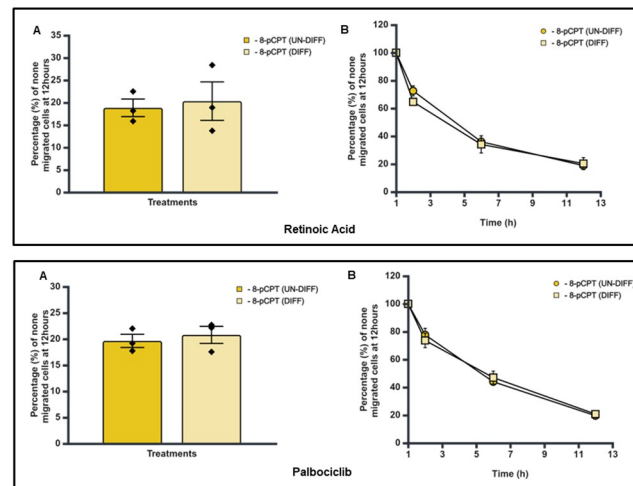 A
- 8-pCPT (UN-DIFF)
- 8-pCPT (DIFF)
Percentage (%) of none
migrated cells at 12hours
35
30
25
20
15
10
5
0
Treatments
B
- 8-pCPT (UN-DIFF)
- 8-pCPT (DIFF)
Percentage (%) of none
migrated cells at 12hours
120
100
80
60
40
20
0
1 3 5 7 9 11 13
Time (h)
Retinoic Acid
A
- 8-pCPT (UN-DIFF)
- 8-pCPT (DIFF)
Percentage (%) of none
migrated cells at 12hours
30
25
20
15
10
5
0
Treatments
B
- 8-pCPT (UN-DIFF)
- 8-pCPT (DIFF)
Percentage (%) of none
migrated cells at 12hours
120
100
80
60
40
20
0
1 3 5 7 9 11 13
Time (h)
Palbociclib